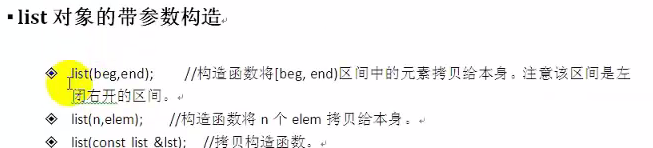 ▪list 对象的带参数构造
◈ list(beg,end); //构造函数将[beg, end)区间中的元素拷贝给本身。注意该区间是左
闭右开的区间。
◈ list(n,elem); //构造函数将 n 个 elem 拷贝给本身。
◈ list(const list &lst); //拷贝构造函数。